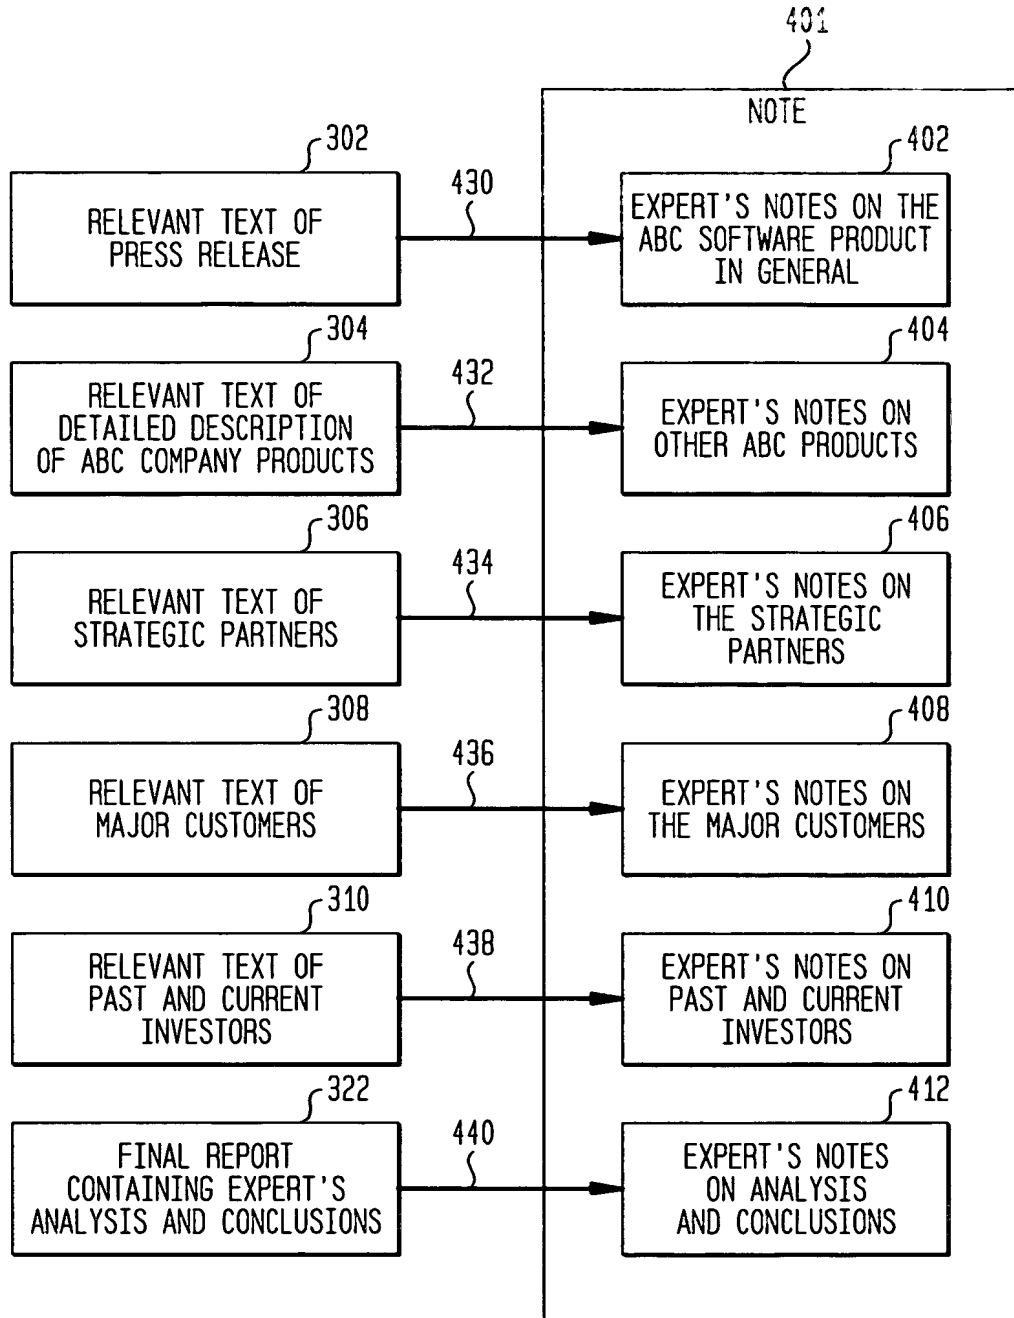 401
NOTE
302
430
402
RELEVANT TEXT OF
PRESS RELEASE
EXPERT'S NOTES ON THE
ABC SOFTWARE PRODUCT
IN GENERAL
304
432
404
RELEVANT TEXT OF
DETAILED DESCRIPTION
OF ABC COMPANY PRODUCTS
EXPERT'S NOTES ON
OTHER ABC PRODUCTS
306
434
406
RELEVANT TEXT OF
STRATEGIC PARTNERS
EXPERT'S NOTES ON
THE STRATEGIC
PARTNERS
308
436
408
RELEVANT TEXT OF
MAJOR CUSTOMERS
EXPERT'S NOTES ON
THE MAJOR CUSTOMERS
310
438
410
RELEVANT TEXT OF
PAST AND CURRENT
INVESTORS
EXPERT'S NOTES ON
PAST AND CURRENT
INVESTORS
322
440
412
FINAL REPORT
CONTAINING EXPERT'S
ANALYSIS AND CONCLUSIONS
EXPERT'S NOTES
ON ANALYSIS
AND CONCLUSIONS